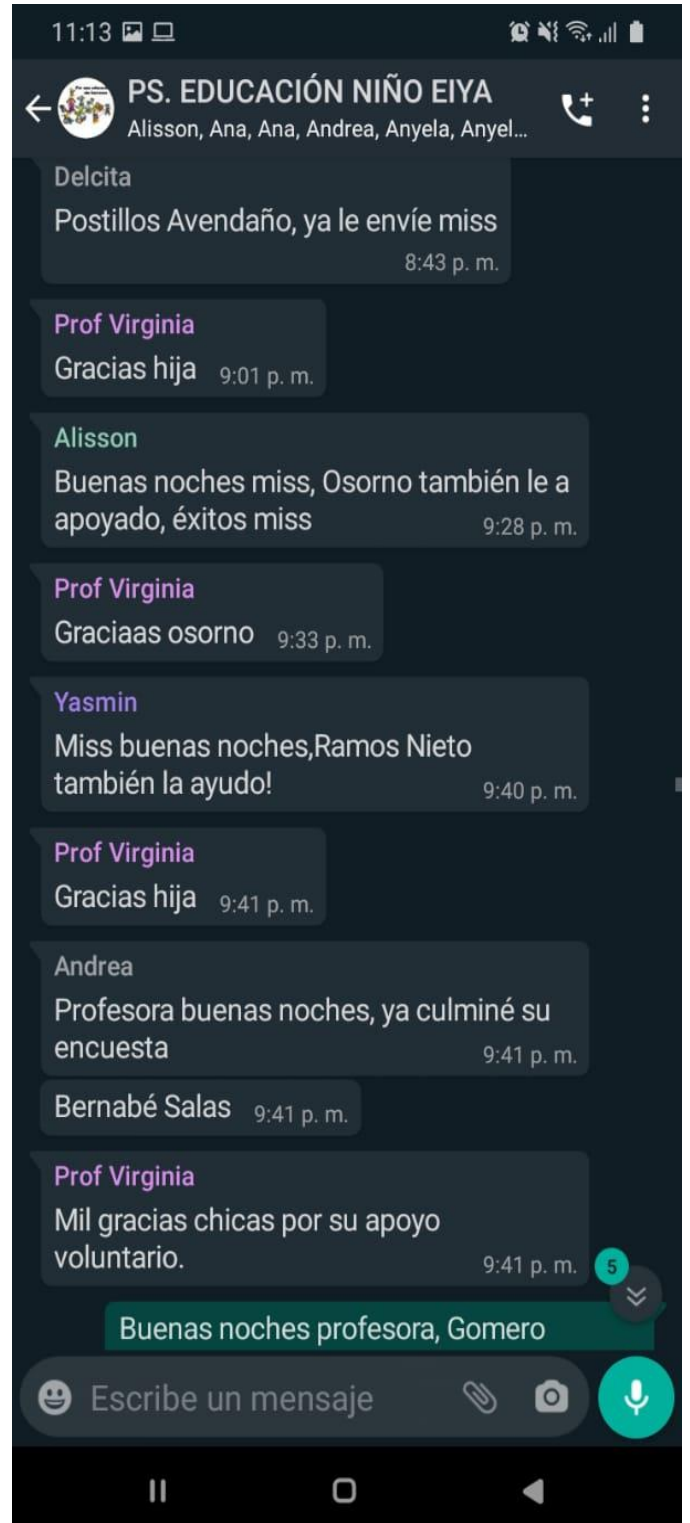 11:13
PS. EDUCACIÓN NIÑO EIYA
Alisson, Ana, Ana, Andrea, Anyela, Anyel...
Delcita
Postillos Avendaño, ya le envíe miss
8:43 p. m.
Prof Virginia
Gracias hija 9:01 p. m.
Alisson
Buenas noches miss, Osorno también le a
apoyado, éxitos miss 9:28 p. m.
Prof Virginia
Graciaas osorno 9:33 p. m.
Yasmin
Miss buenas noches,Ramos Nieto
también la ayudo! 9:40 p. m.
Prof Virginia
Gracias hija 9:41 p. m.
Andrea
Profesora buenas noches, ya culminé su
encuesta 9:41 p. m.
Bernabé Salas 9:41 p. m.
Prof Virginia
Mil gracias chicas por su apoyo
voluntario. 9:41 p. m.
5
Buenas noches profesora, Gomero
Escribe un mensaje